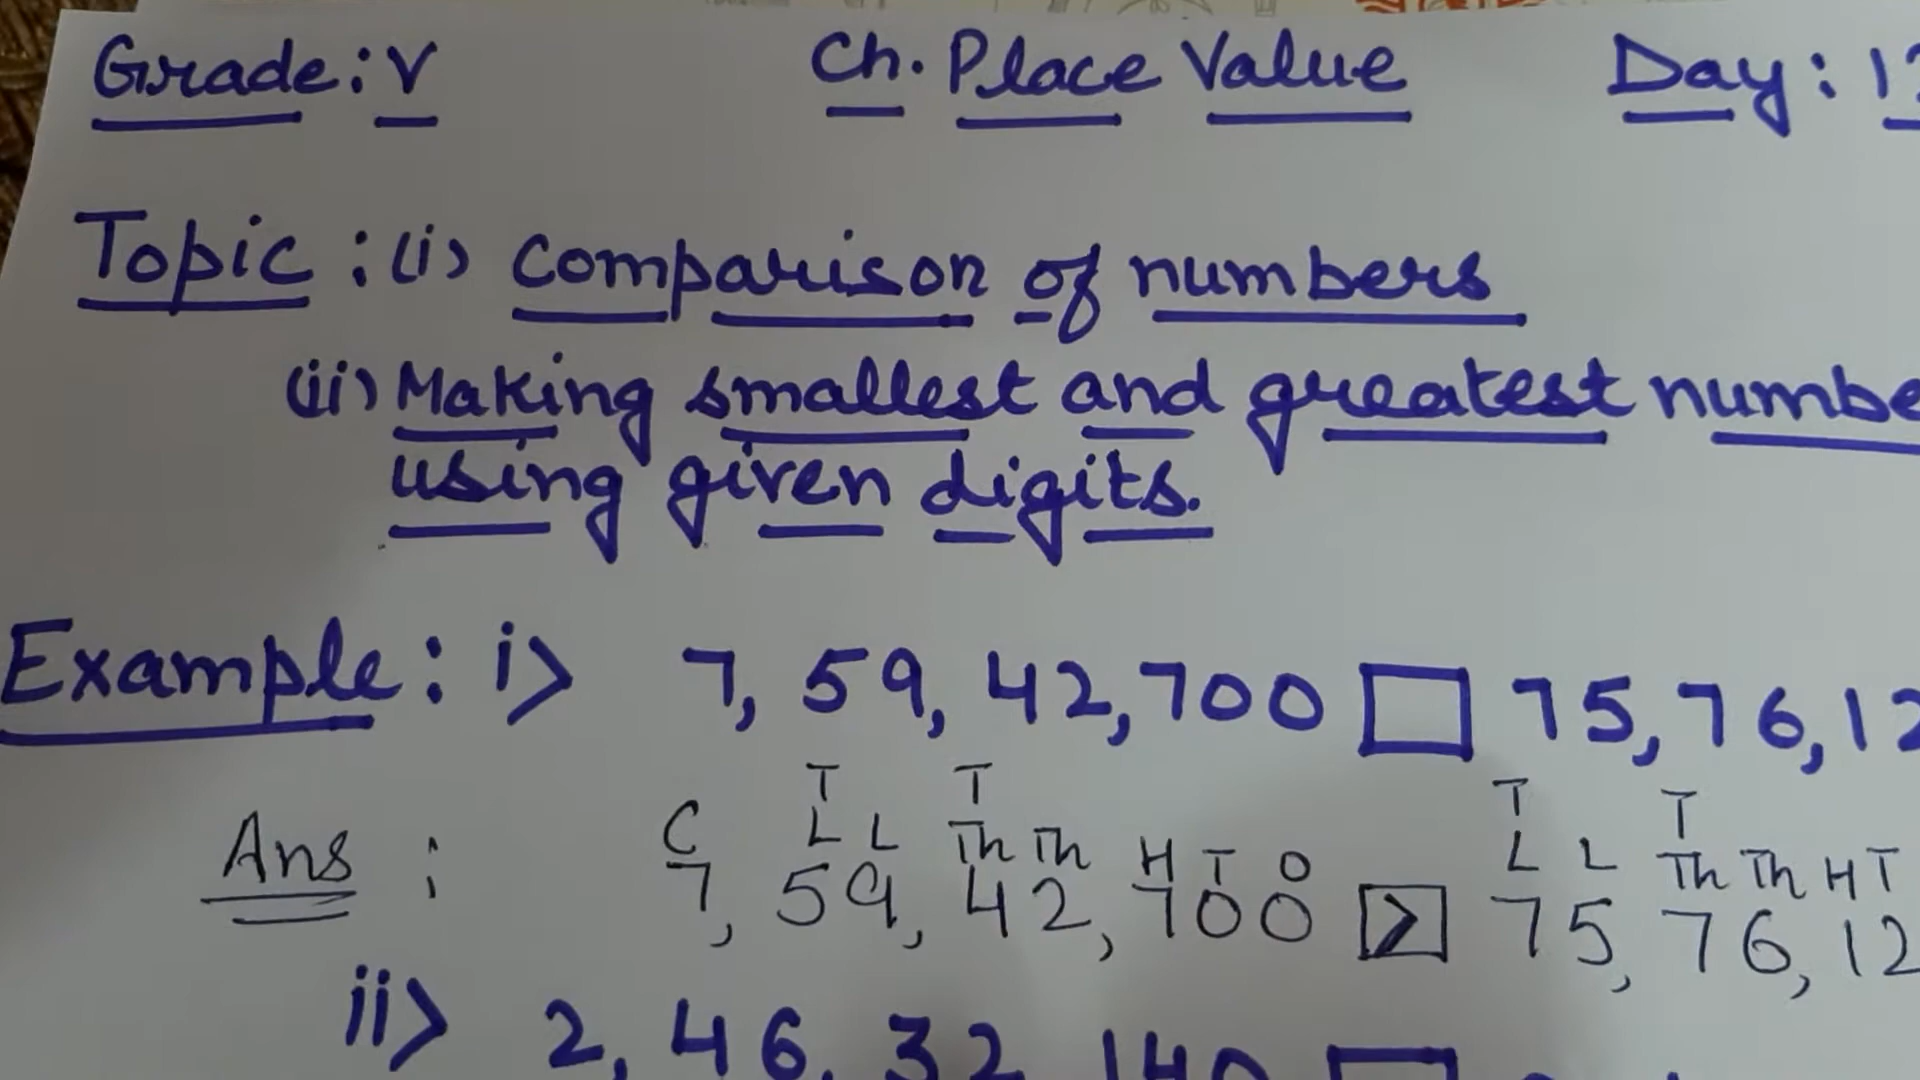 Grade: V Ch. Place Value Day: 1
Topic: (i) Comparison of numbers
(ii) Making smallest and greatest numbe
using given digits.
Example: i> 7, 59, 42, 700 □ 75, 76, 12
T T T T
C L L Th Th H T O L L Th Th H T
Ans : 7, 59, 42, 700 > 75, 76, 12
ii> 2, 46, 32, 140 □